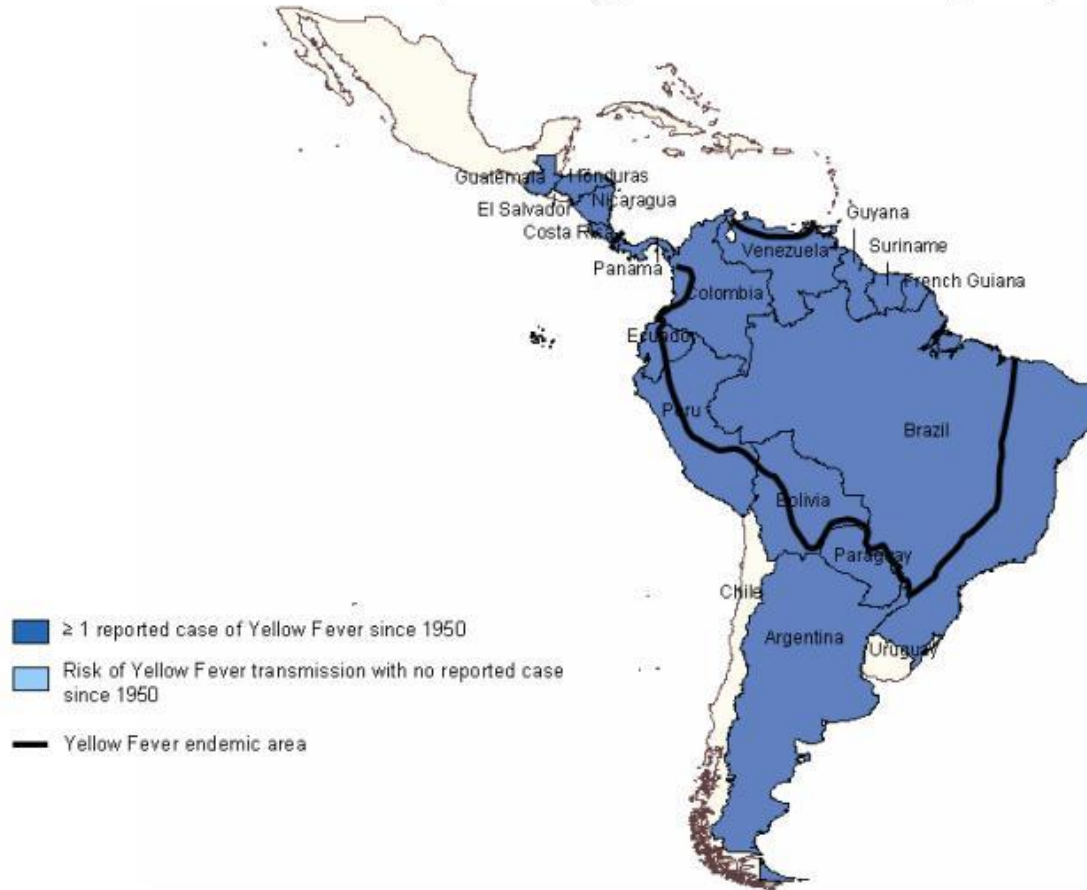 Guatemala
Honduras
El Salvador
Nicaragua
Costa Rica
Panama
Venezuela
Guyana
Suriname
French Guiana
Colombia
Ecuador
Peru
Brazil
Bolivia
Paraguay
Chile
Argentina
Uruguay
≥ 1 reported case of Yellow Fever since 1950
Risk of Yellow Fever transmission with no reported case
since 1950
Yellow Fever endemic area